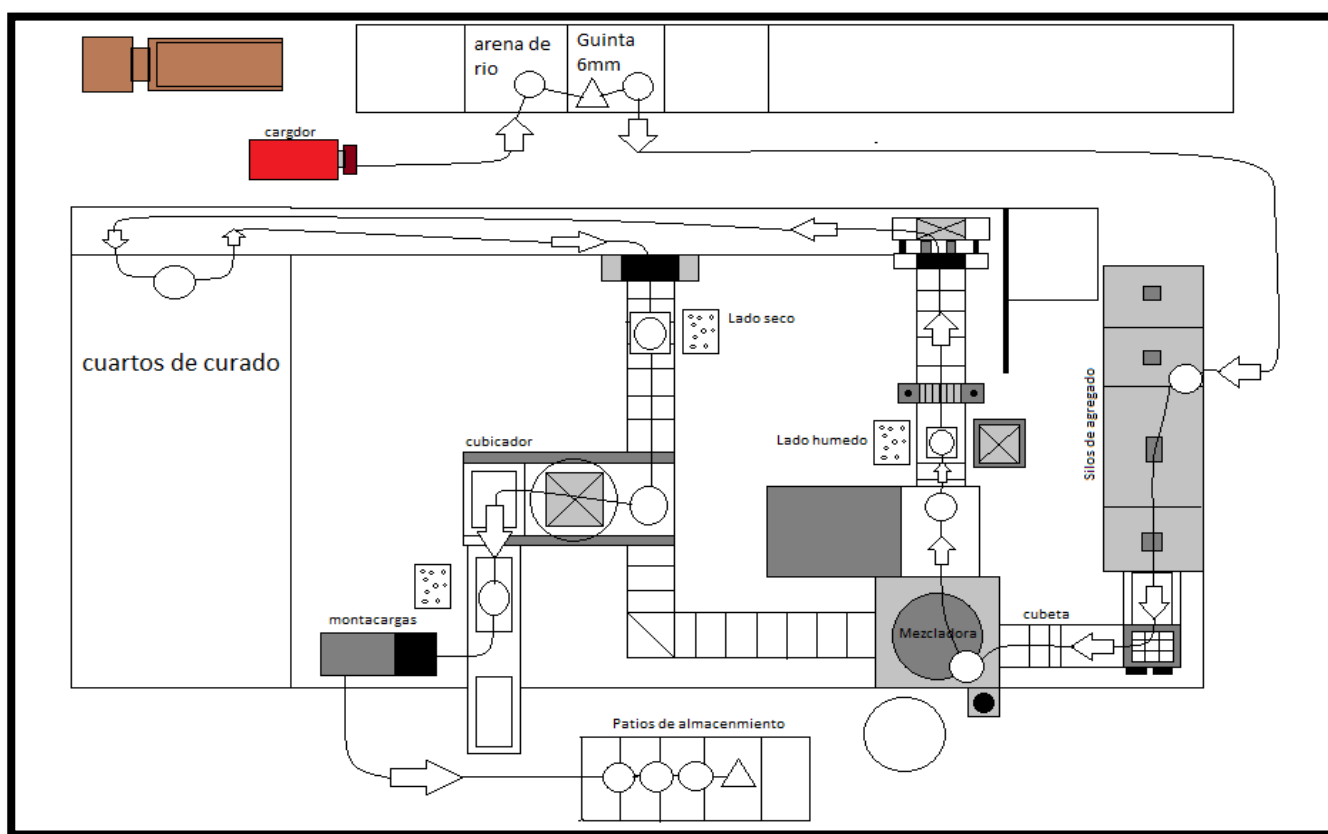 arena de
rio
Guinta
6mm
cargdor
cuartos de curado
Lado seco
Lado humedo
Silos de agregado
cubicador
montacargas
Mezcladora
cubeta
Patios de almacenmiento